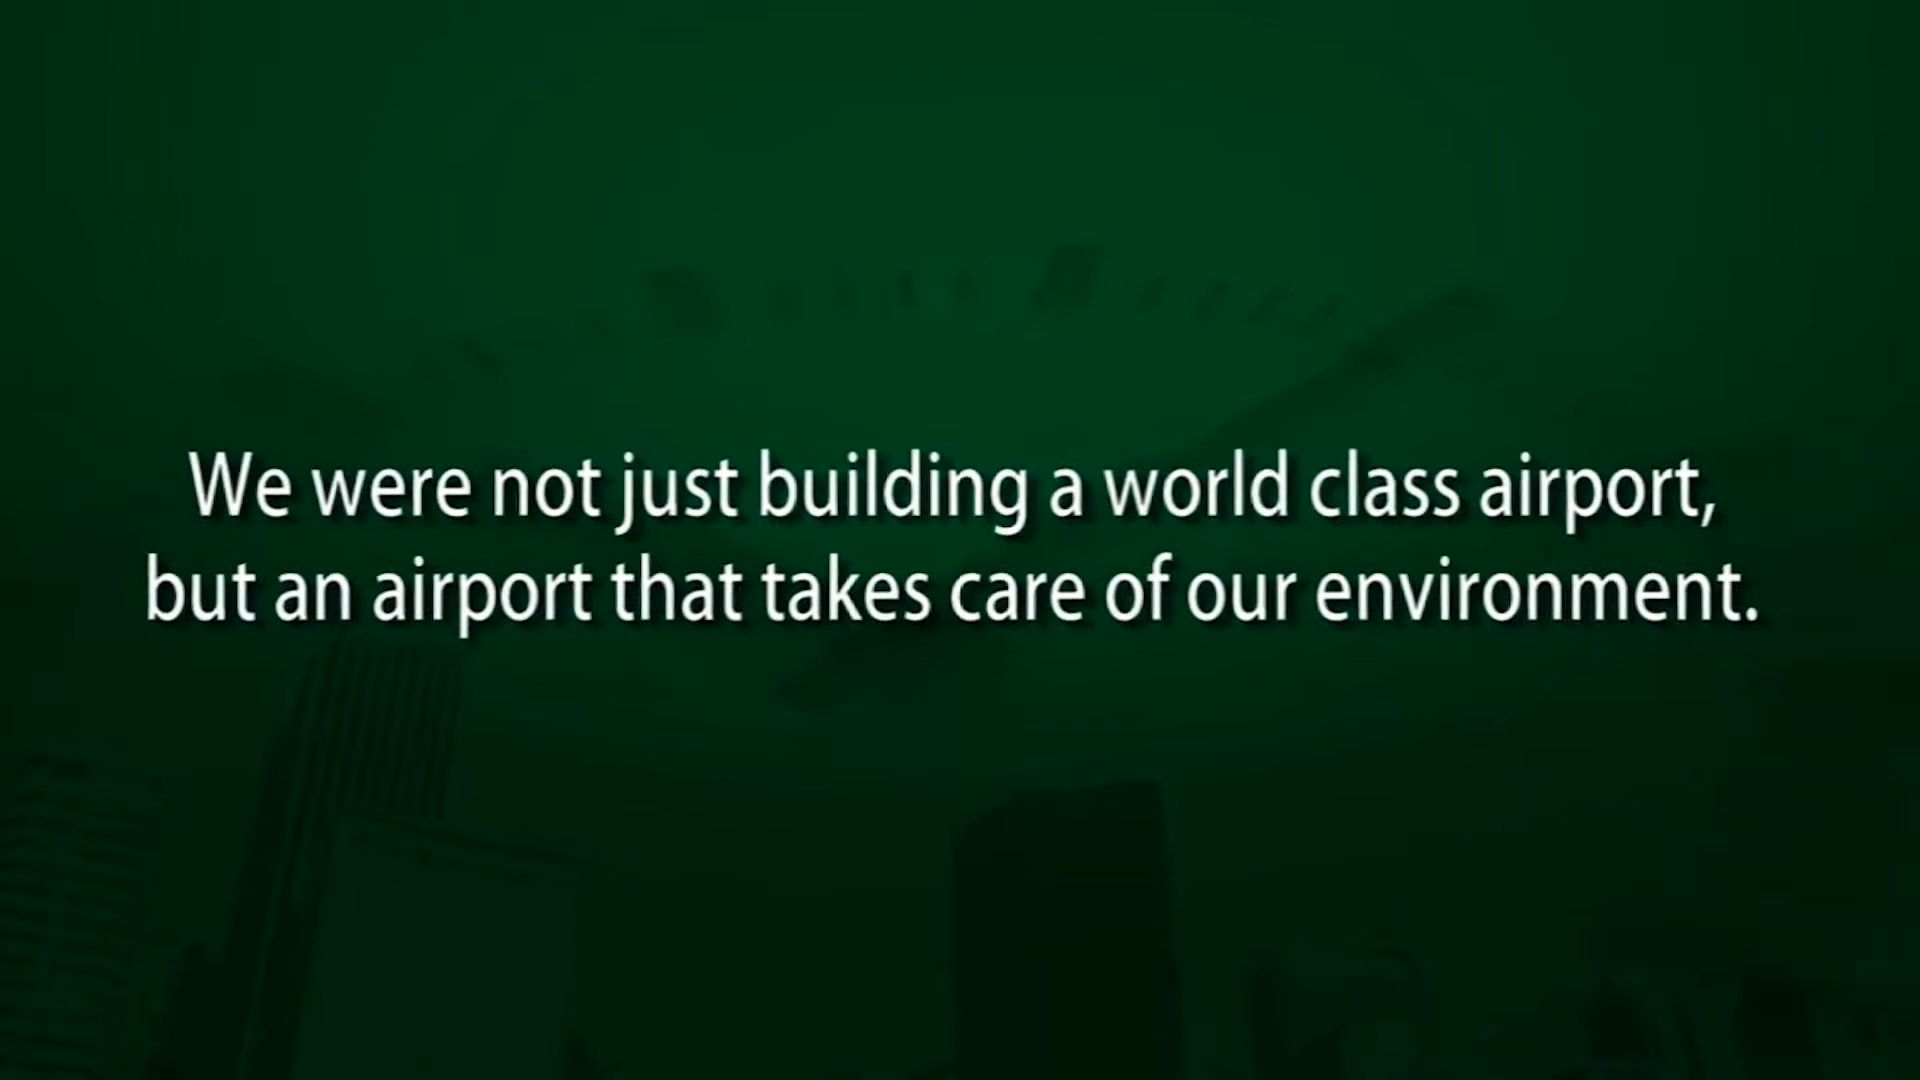 We were not just building a world class airport,
but an airport that takes care of our environment.